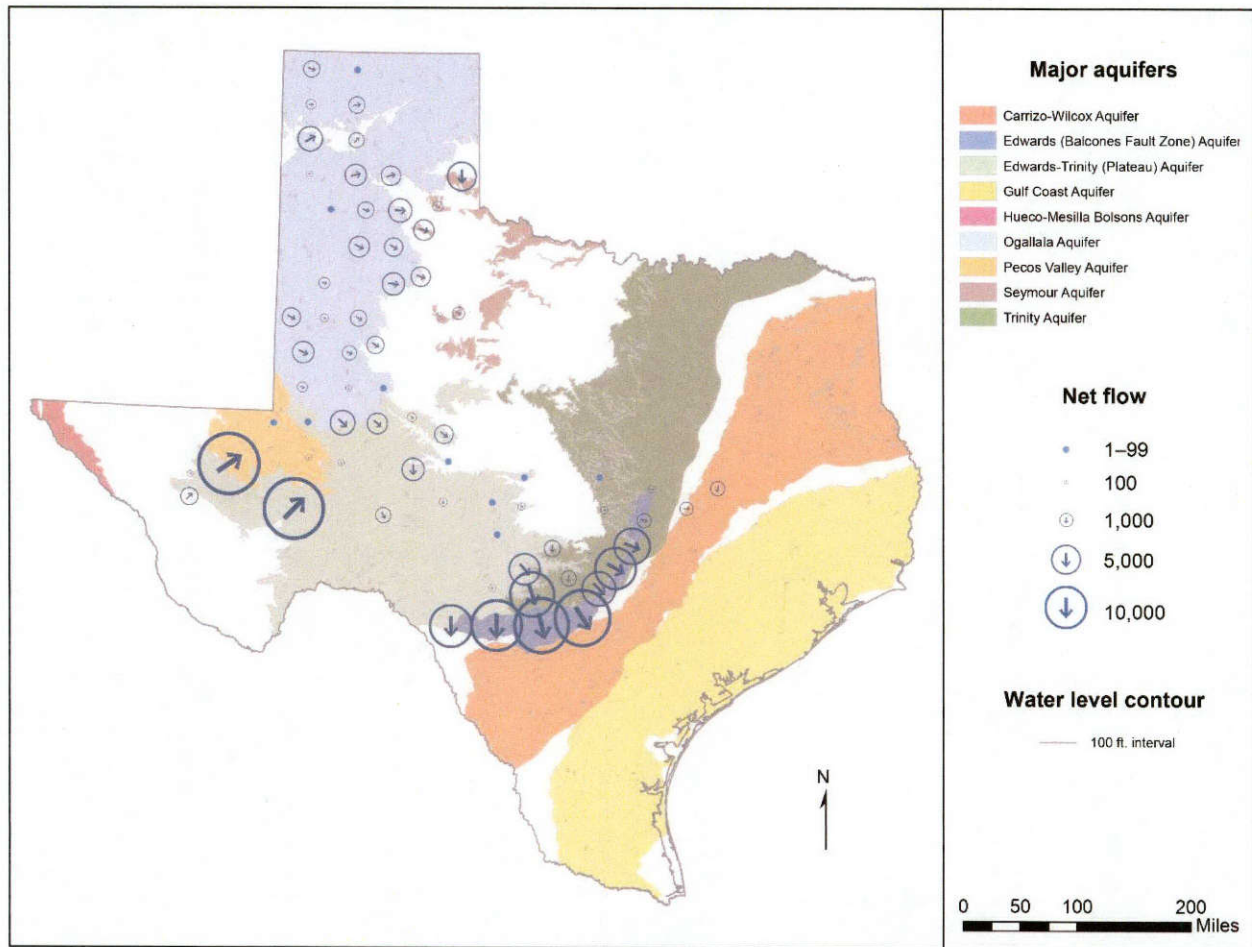 Major aquifers
Carrizo-Wilcox Aquifer
Edwards (Balcones Fault Zone) Aquifer
Edwards-Trinity (Plateau) Aquifer
Gulf Coast Aquifer
Hueco-Mesilla Bolsons Aquifer
Ogallala Aquifer
Pecos Valley Aquifer
Seymour Aquifer
Trinity Aquifer
Net flow
1–99
100
1,000
5,000
10,000
Water level contour
100 ft. interval
N
0 50 100 200
Miles